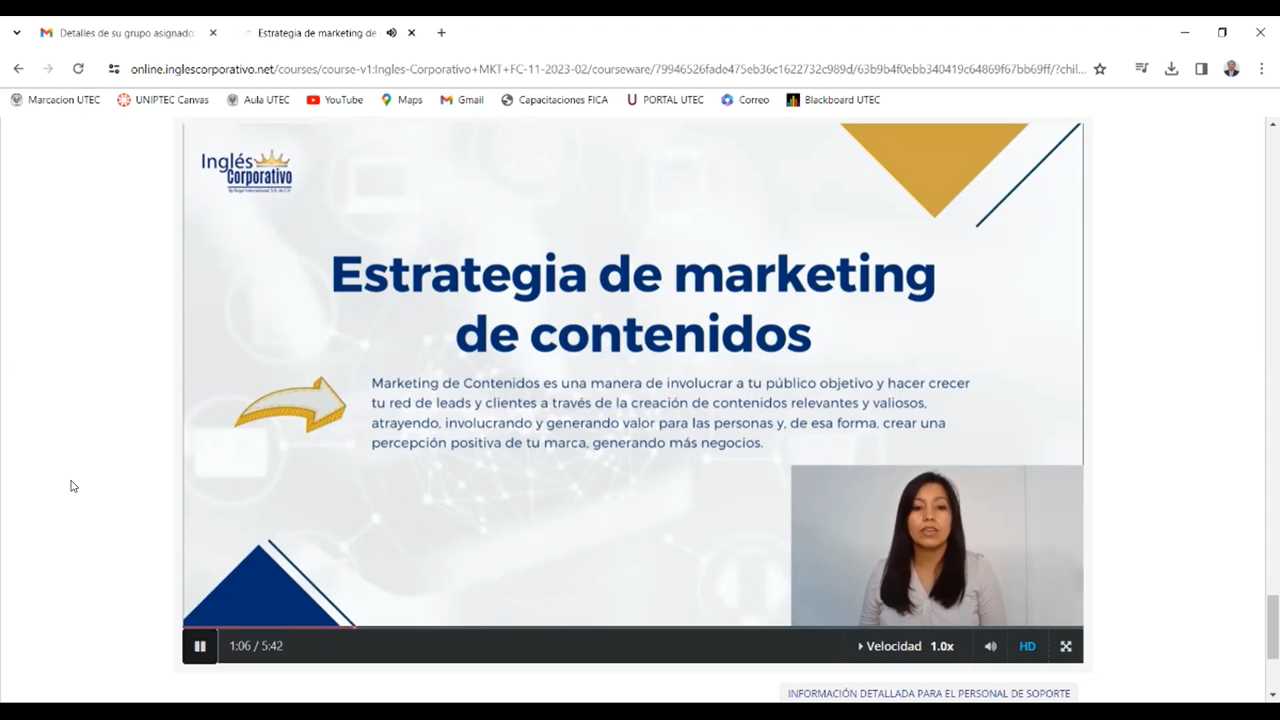 Detalles de su grupo asignado
Estrategia de marketing de
online.inglescorporativo.net/courses/course-v1:Ingles-Corporativo+MKT+FC-11-2023-02/courseware/79946526fade475eb36c1622732c989d/63b9b4f0ebb340419c64869f67bb69ff/?chil...
Marcacion UTEC UNIPTEC Canvas Aula UTEC YouTube Maps Gmail Capacitaciones FICA PORTAL UTEC Correo Blackboard UTEC
Inglés
Corporativo
Estrategia de marketing
de contenidos
Marketing de Contenidos es una manera de involucrar a tu público objetivo y hacer crecer
tu red de leads y clientes a través de la creación de contenidos relevantes y valiosos,
atrayendo, involucrando y generando valor para las personas y, de esa forma, crear una
percepción positiva de tu marca, generando más negocios.
1:06 / 5:42 Velocidad 1.0x HD
INFORMACIÓN DETALLADA PARA EL PERSONAL DE SOPORTE